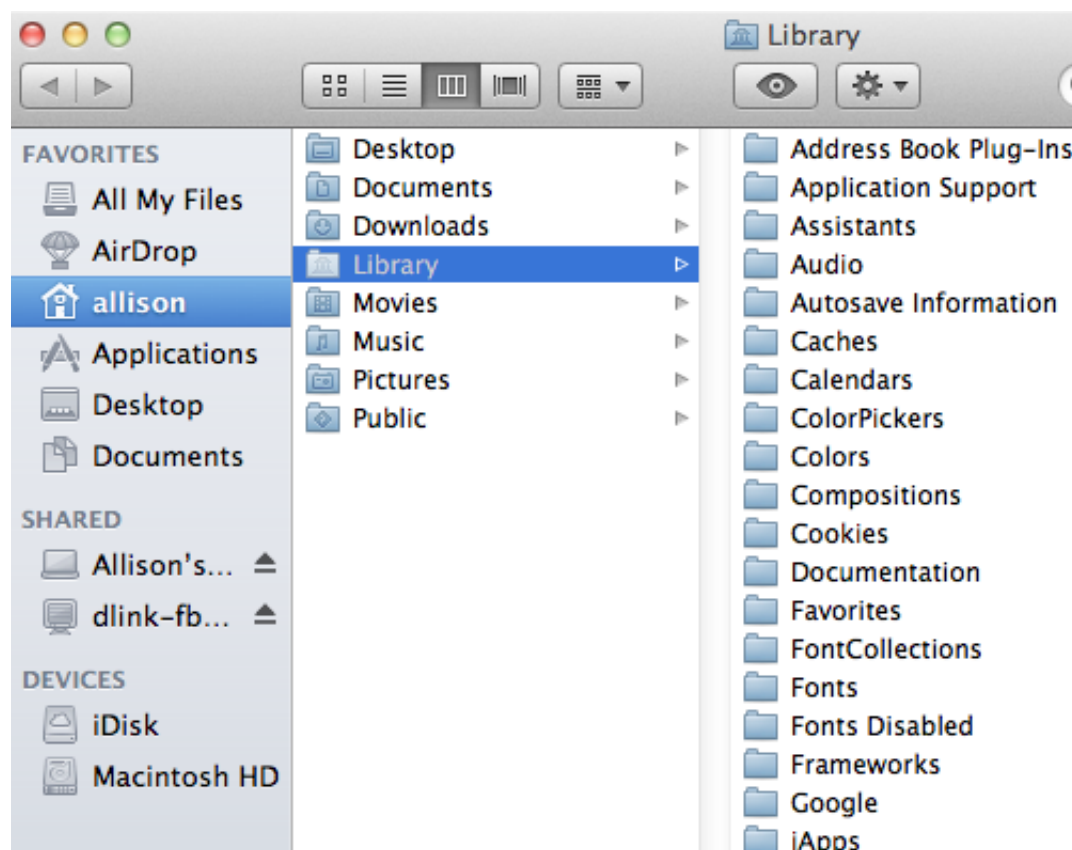 Library
FAVORITES
All My Files
AirDrop
allison
Applications
Desktop
Documents
SHARED
Allison's...
dlink-fb...
DEVICES
iDisk
Macintosh HD
Desktop
Documents
Downloads
Library
Movies
Music
Pictures
Public
Address Book Plug-Ins
Application Support
Assistants
Audio
Autosave Information
Caches
Calendars
ColorPickers
Colors
Compositions
Cookies
Documentation
Favorites
FontCollections
Fonts
Fonts Disabled
Frameworks
Google
iApps